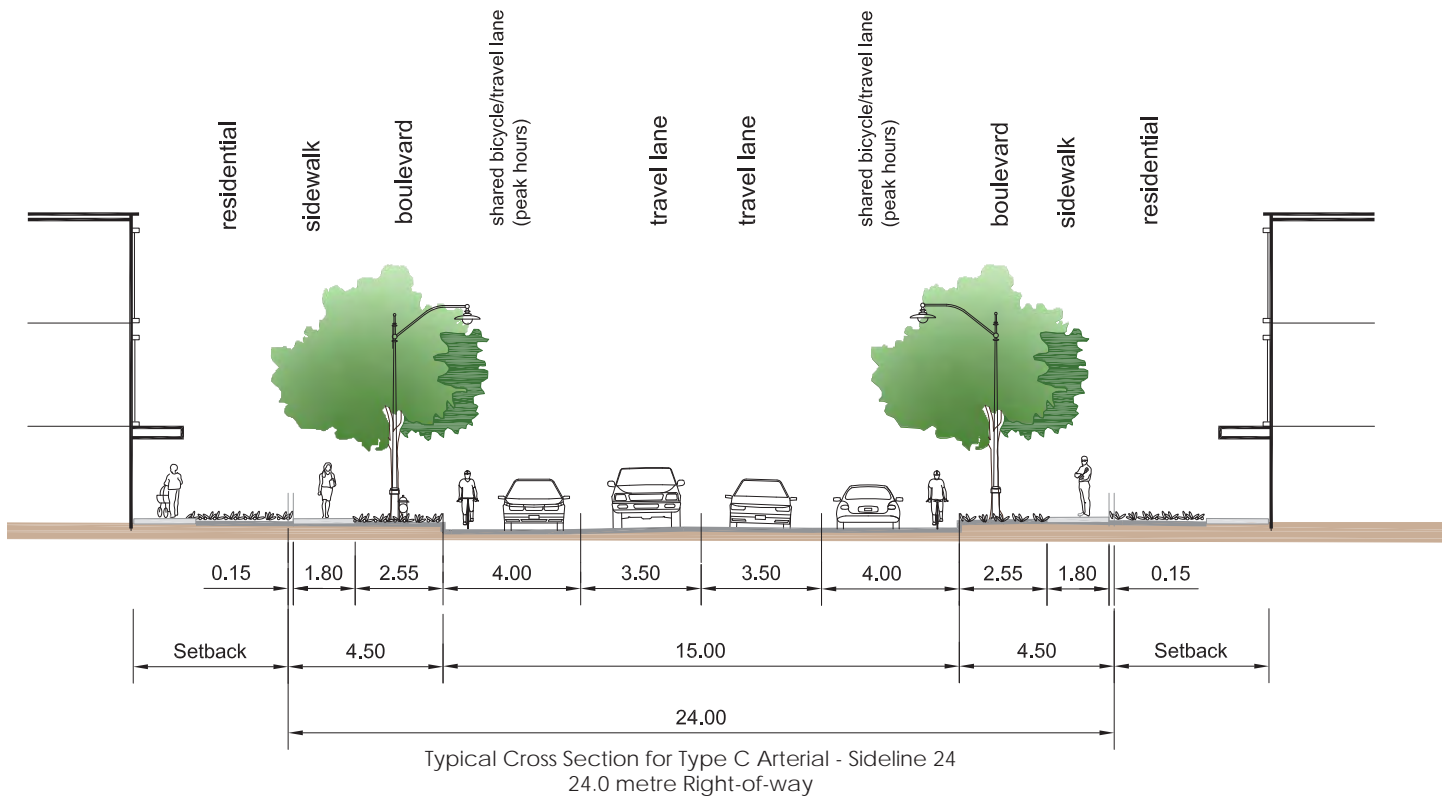 residential
sidewalk
boulevard
shared bicycle/travel lane
(peak hours)
travel lane
travel lane
shared bicycle/travel lane
(peak hours)
boulevard
sidewalk
residential
0.15
1.80
2.55
4.00
3.50
3.50
4.00
2.55
1.80
0.15
Setback
4.50
15.00
4.50
Setback
24.00
Typical Cross Section for Type C Arterial - Sideline 24
24.0 metre Right-of-way